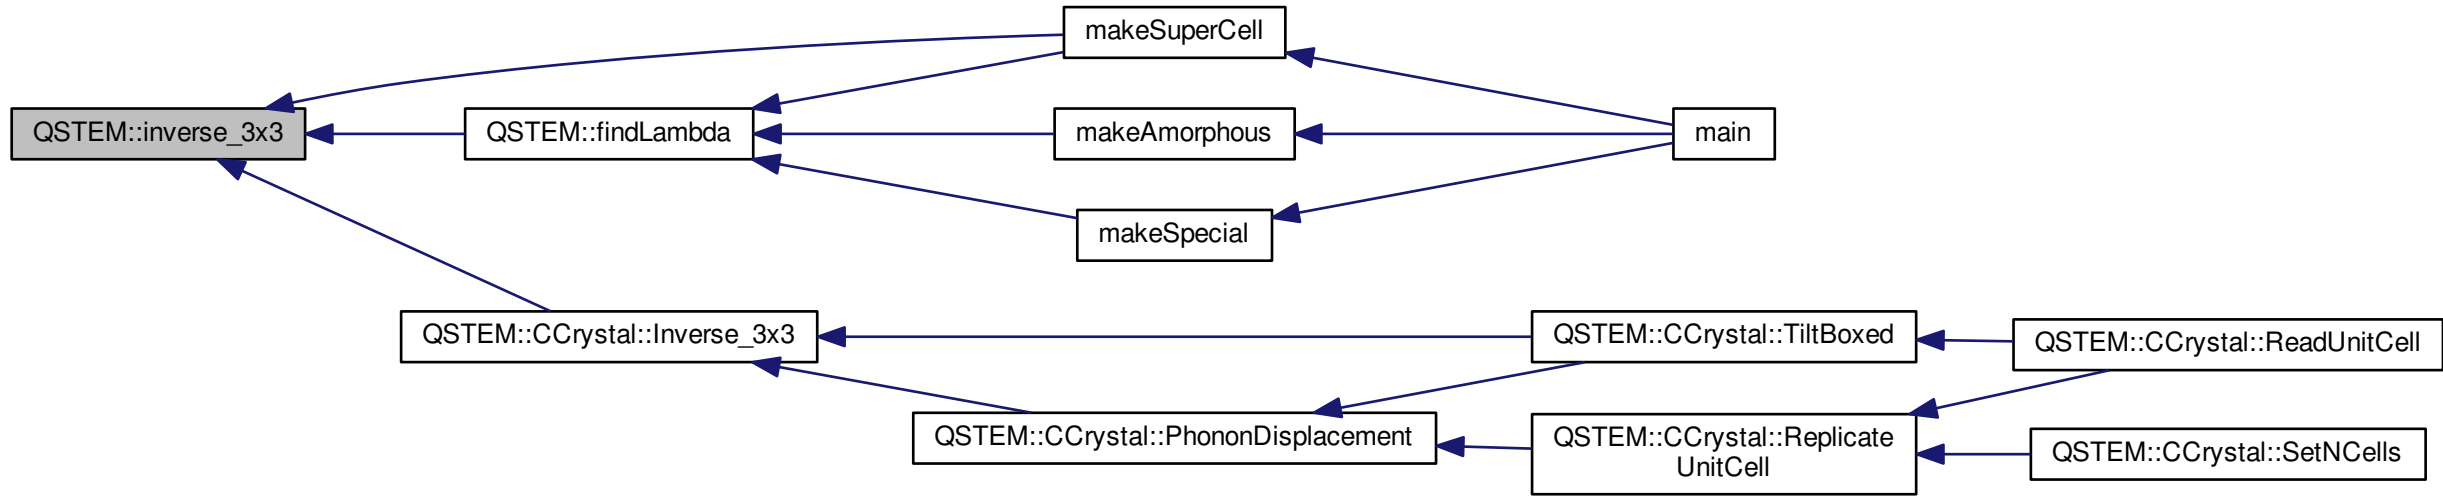 makeSuperCell
QSTEM::inverse_3x3
QSTEM::findLambda
makeAmorphous
main
makeSpecial
QSTEM::CCrystal::Inverse_3x3
QSTEM::CCrystal::TiltBoxed
QSTEM::CCrystal::ReadUnitCell
QSTEM::CCrystal::PhononDisplacement
QSTEM::CCrystal::Replicate
UnitCell
QSTEM::CCrystal::SetNCells